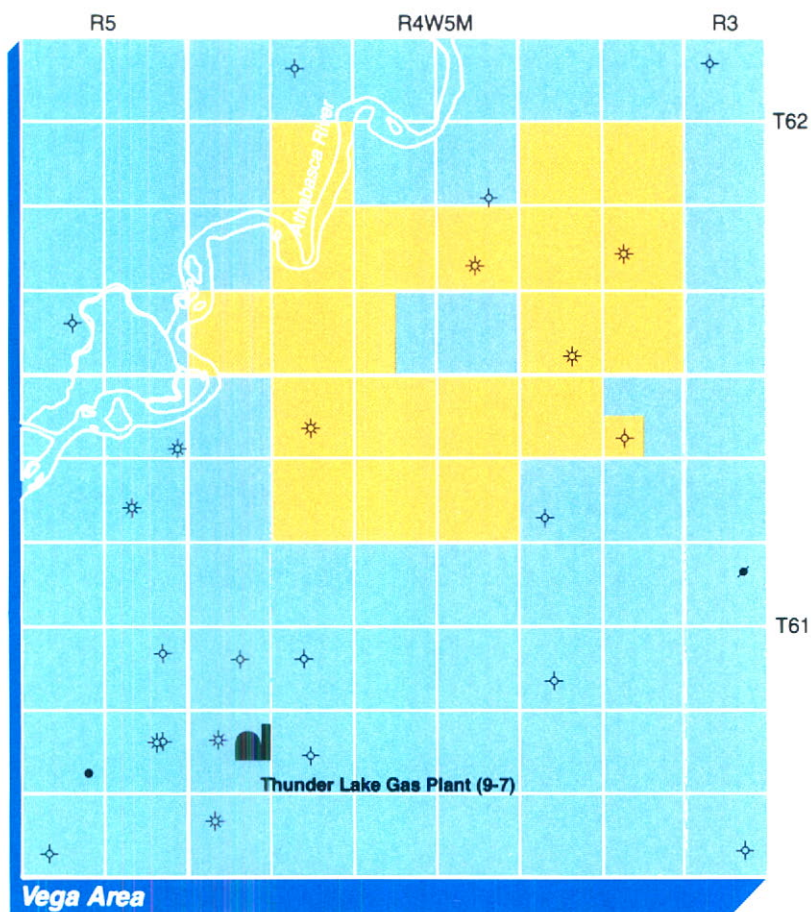 R5 R4W5M R3
T62
Athabasca River
T61
Thunder Lake Gas Plant (9-7)
Vega Area